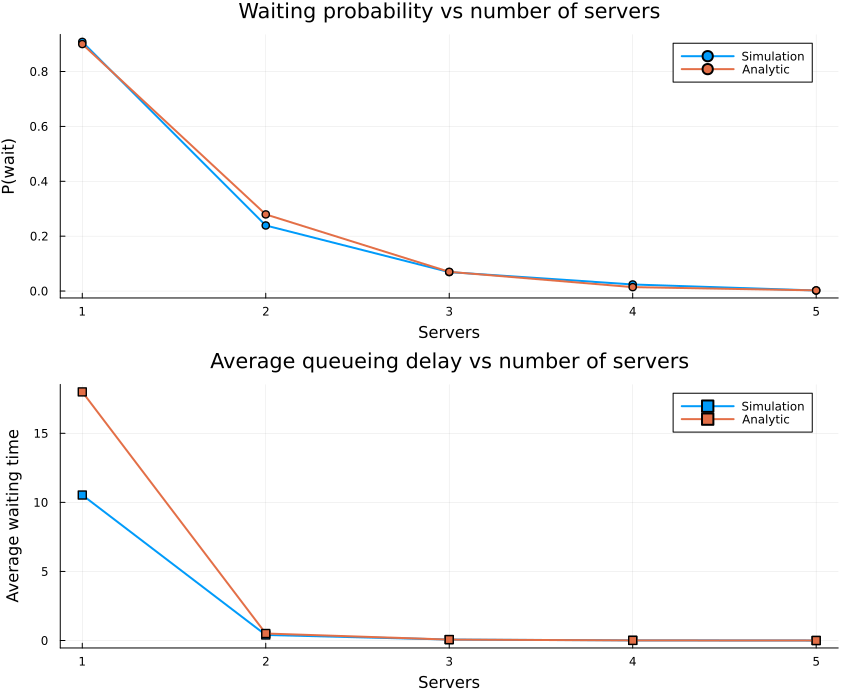 Waiting probability vs number of servers
P(wait)
0.8
0.6
0.4
0.2
0.0
Simulation
Analytic
1 2 3 4 5
Servers
Average queueing delay vs number of servers
Average waiting time
15
10
5
0
Simulation
Analytic
1 2 3 4 5
Servers